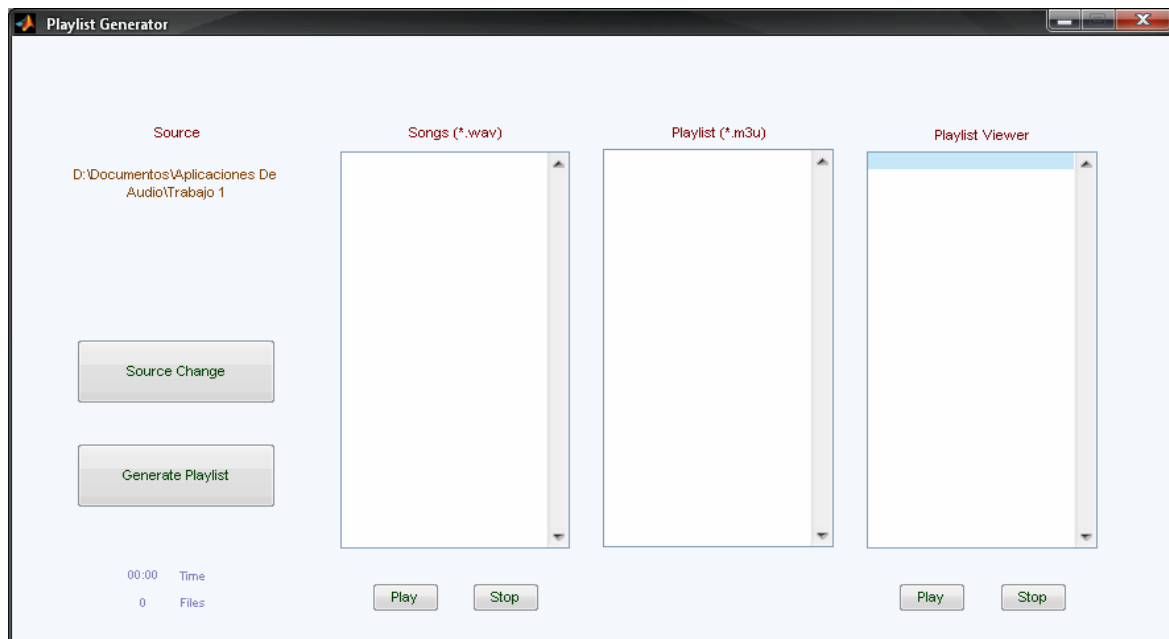 Playlist Generator
Source
Songs (*.wav)
Playlist (*.m3u)
Playlist Viewer
D:\Documentos\Aplicaciones De
Audio\Trabajo 1
Source Change
Generate Playlist
00:00 Time
0 Files
Play
Stop
Play
Stop